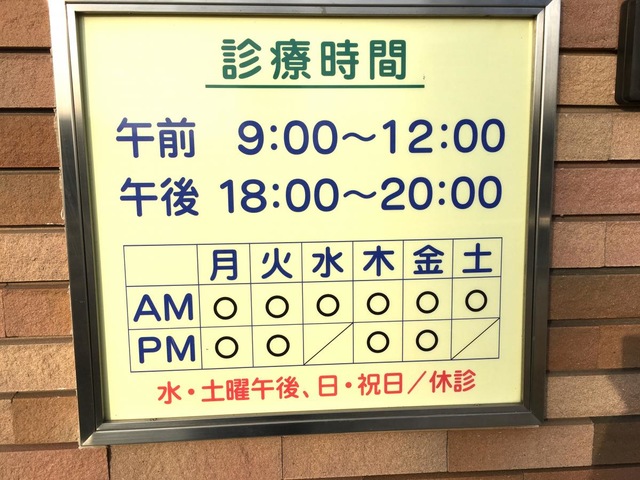 診療時間
午前 9:00～12:00
午後 18:00～20:00
月 火 水 木 金 土
AM ○ ○ ○ ○ ○ ○
PM ○ ○ ／ ○ ○ ／
水・土曜午後、日・祝日／休診